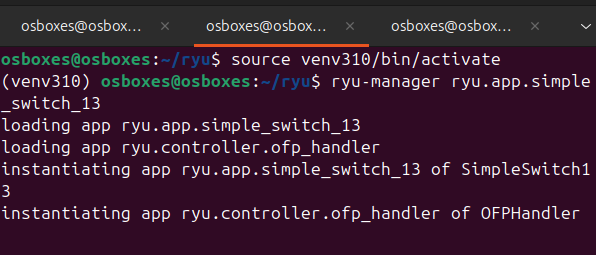 osboxes@osbox... × osboxes@osbo... × osboxes@osbo... ×
osboxes@osboxes:~/ryu$ source venv310/bin/activate
(venv310) osboxes@osboxes:~/ryu$ ryu-manager ryu.app.simple
_switch_13
loading app ryu.app.simple_switch_13
loading app ryu.controller.ofp_handler
instantiating app ryu.app.simple_switch_13 of SimpleSwitch1
3
instantiating app ryu.controller.ofp_handler of OFPHandler